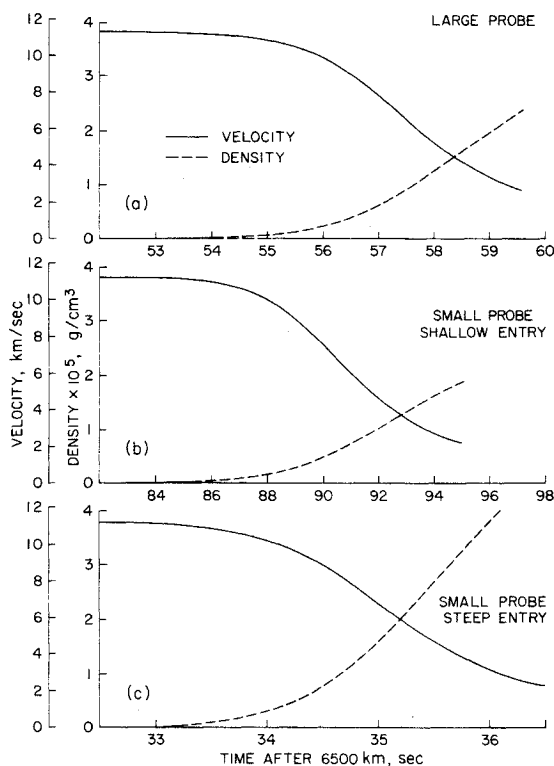 LARGE PROBE
12
10
8
6
4
2
0
4
3
2
1
0
VELOCITY
DENSITY
(a)
53 54 55 56 57 58 59 60
12
10
8
6
4
2
0
4
3
2
1
0
VELOCITY, km/sec
DENSITY × 10⁵, g/cm³
SMALL PROBE
SHALLOW ENTRY
(b)
84 86 88 90 92 94 96 98
12
10
8
6
4
2
0
4
3
2
1
0
SMALL PROBE
STEEP ENTRY
(c)
33 34 35 36
TIME AFTER 6500 km, sec